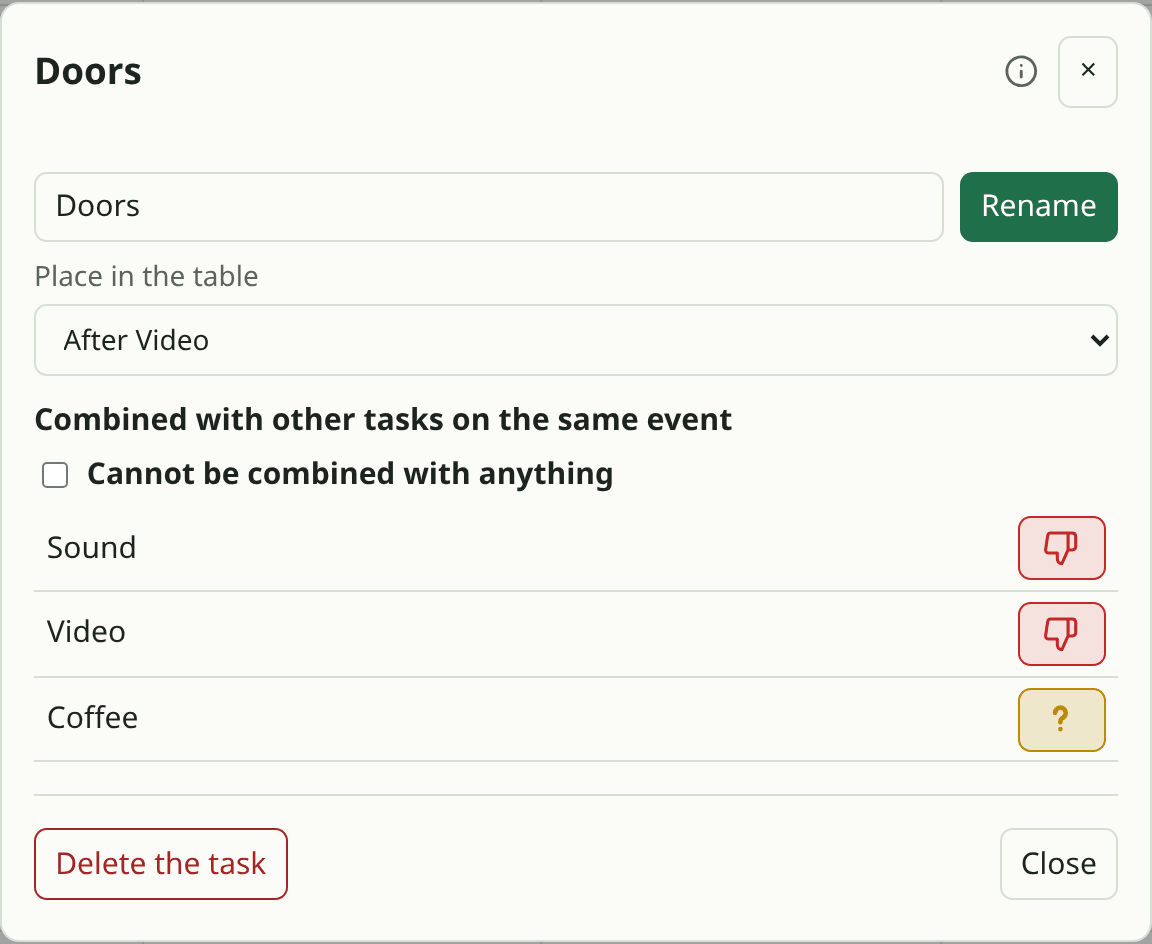 Doors
×
Doors
Rename
Place in the table
After Video
Combined with other tasks on the same event
Cannot be combined with anything
Sound
Video
Coffee
?
Delete the task
Close